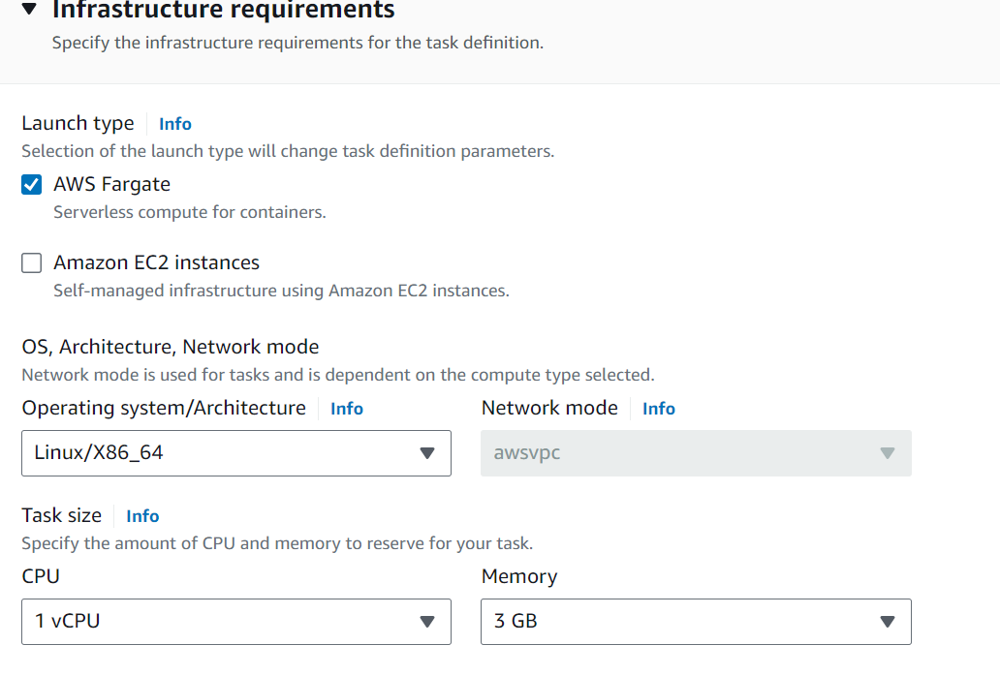 Infrastructure requirements
Specify the infrastructure requirements for the task definition.
Launch type Info
Selection of the launch type will change task definition parameters.
AWS Fargate
Serverless compute for containers.
Amazon EC2 instances
Self-managed infrastructure using Amazon EC2 instances.
OS, Architecture, Network mode
Network mode is used for tasks and is dependent on the compute type selected.
Operating system/Architecture Info Network mode Info
Linux/X86_64 awsvpc
Task size Info
Specify the amount of CPU and memory to reserve for your task.
CPU Memory
1 vCPU 3 GB